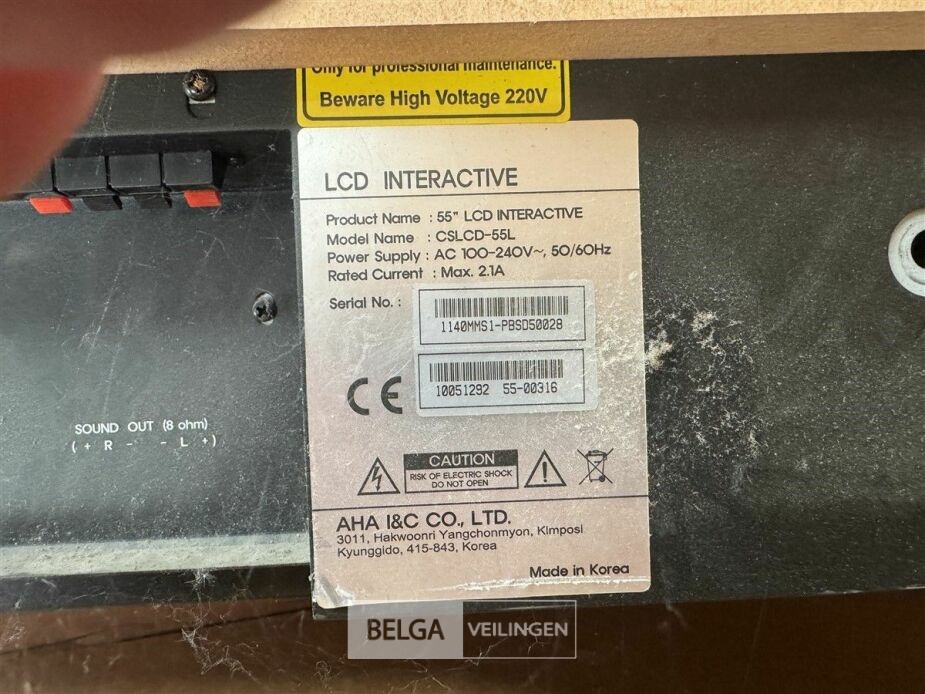 Only for professional maintenance.
Beware High Voltage 220V
LCD INTERACTIVE
Product Name : 55" LCD INTERACTIVE
Model Name : CSLCD-55L
Power Supply : AC 100-240V~, 50/60Hz
Rated Current : Max. 2.1A
Serial No. :
1140MMS1-PBSD50028
10051292 55-00316
CE
SOUND OUT (8 ohm)
( + R - - L + )
CAUTION
RISK OF ELECTRIC SHOCK
DO NOT OPEN
AHA I&C CO., LTD.
3011, Hakwoonri Yangchonmyon, Kimposi
Kyunggido, 415-843, Korea
Made in Korea
BELGA VEILINGEN